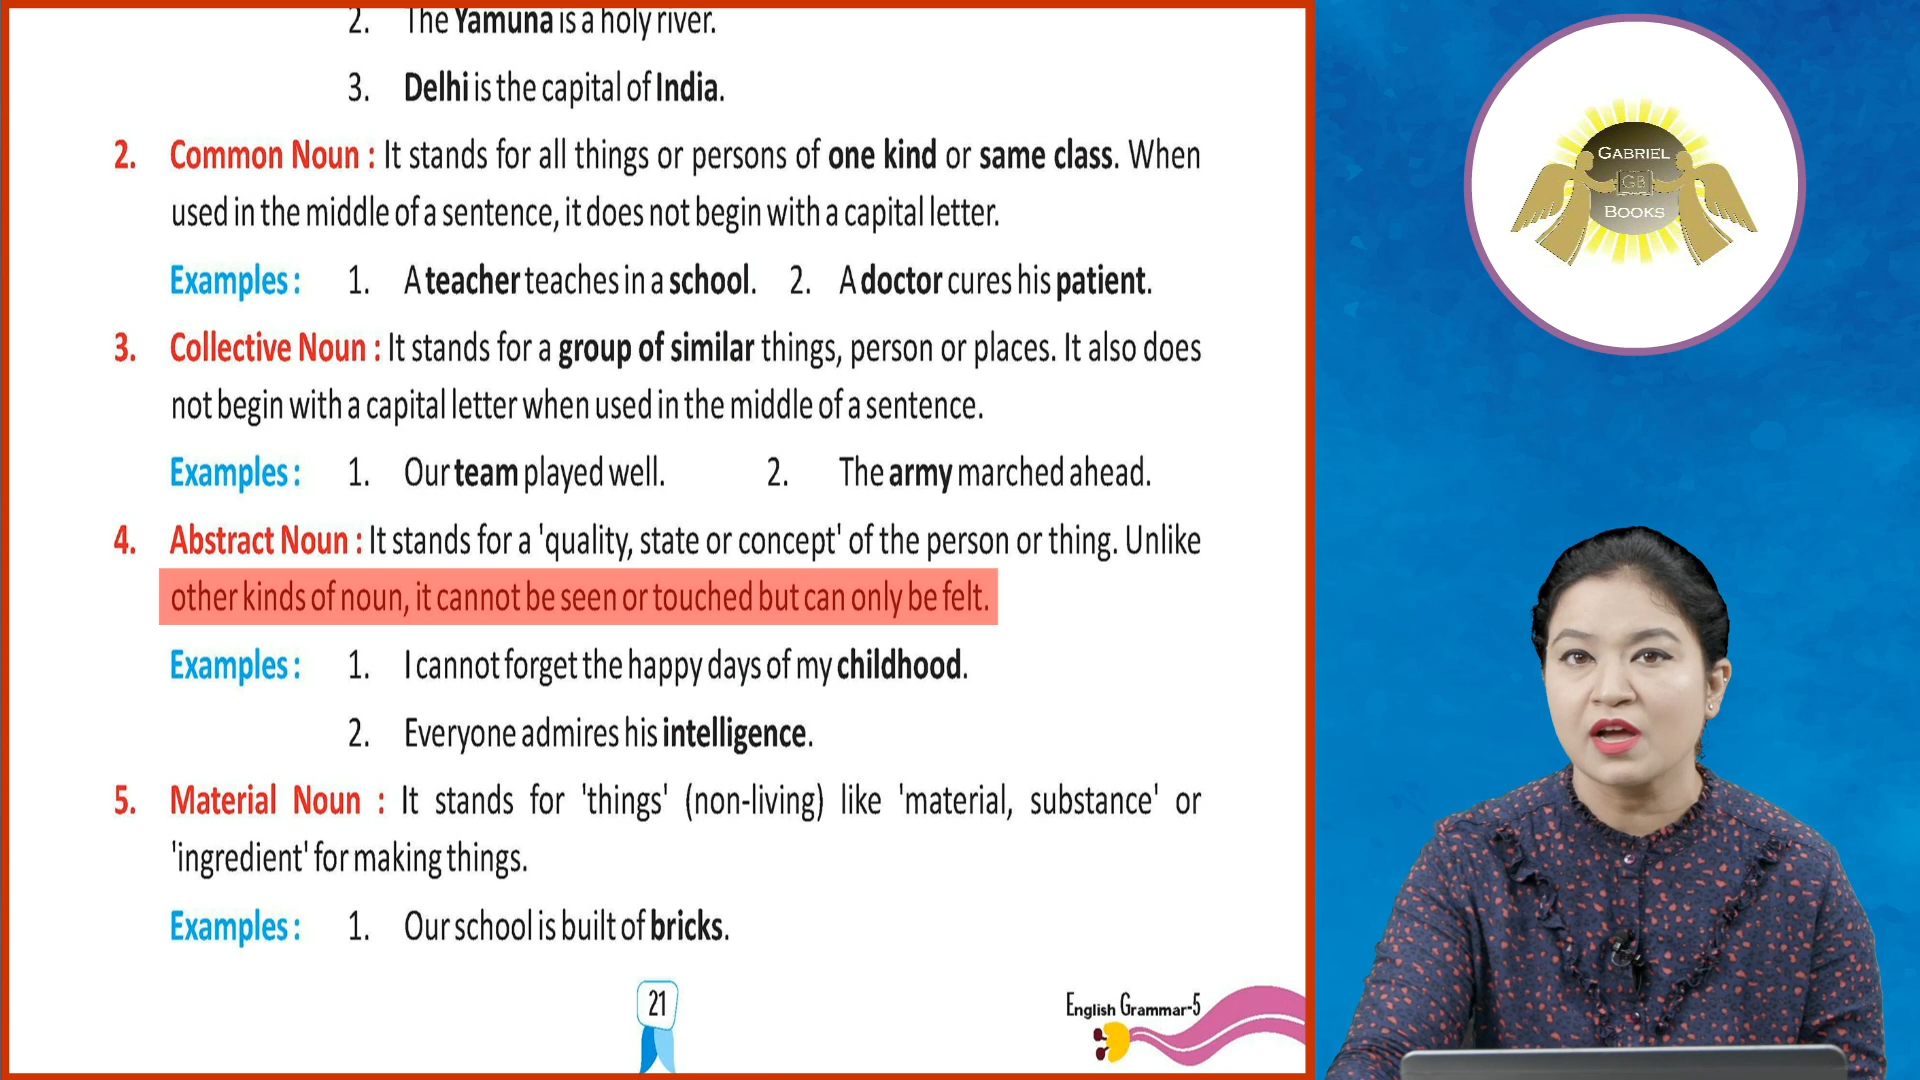 2. The Yamuna is a holy river.
3. Delhi is the capital of India.
2. Common Noun : It stands for all things or persons of one kind or same class. When
used in the middle of a sentence, it does not begin with a capital letter.
Examples : 1. A teacher teaches in a school. 2. A doctor cures his patient.
3. Collective Noun : It stands for a group of similar things, person or places. It also does
not begin with a capital letter when used in the middle of a sentence.
Examples : 1. Our team played well. 2. The army marched ahead.
4. Abstract Noun : It stands for a 'quality, state or concept' of the person or thing. Unlike
other kinds of noun, it cannot be seen or touched but can only be felt.
Examples : 1. I cannot forget the happy days of my childhood.
2. Everyone admires his intelligence.
5. Material Noun : It stands for 'things' (non-living) like 'material, substance' or
'ingredient' for making things.
Examples : 1. Our school is built of bricks.
21
English Grammar-5
GABRIEL
GB
BOOKS